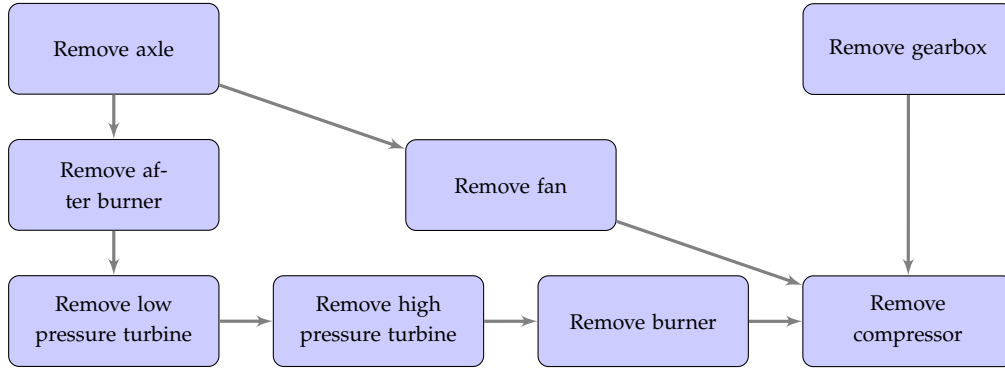 Remove axle
Remove gearbox
Remove af-
ter burner
Remove fan
Remove low
pressure turbine
Remove high
pressure turbine
Remove burner
Remove
compressor